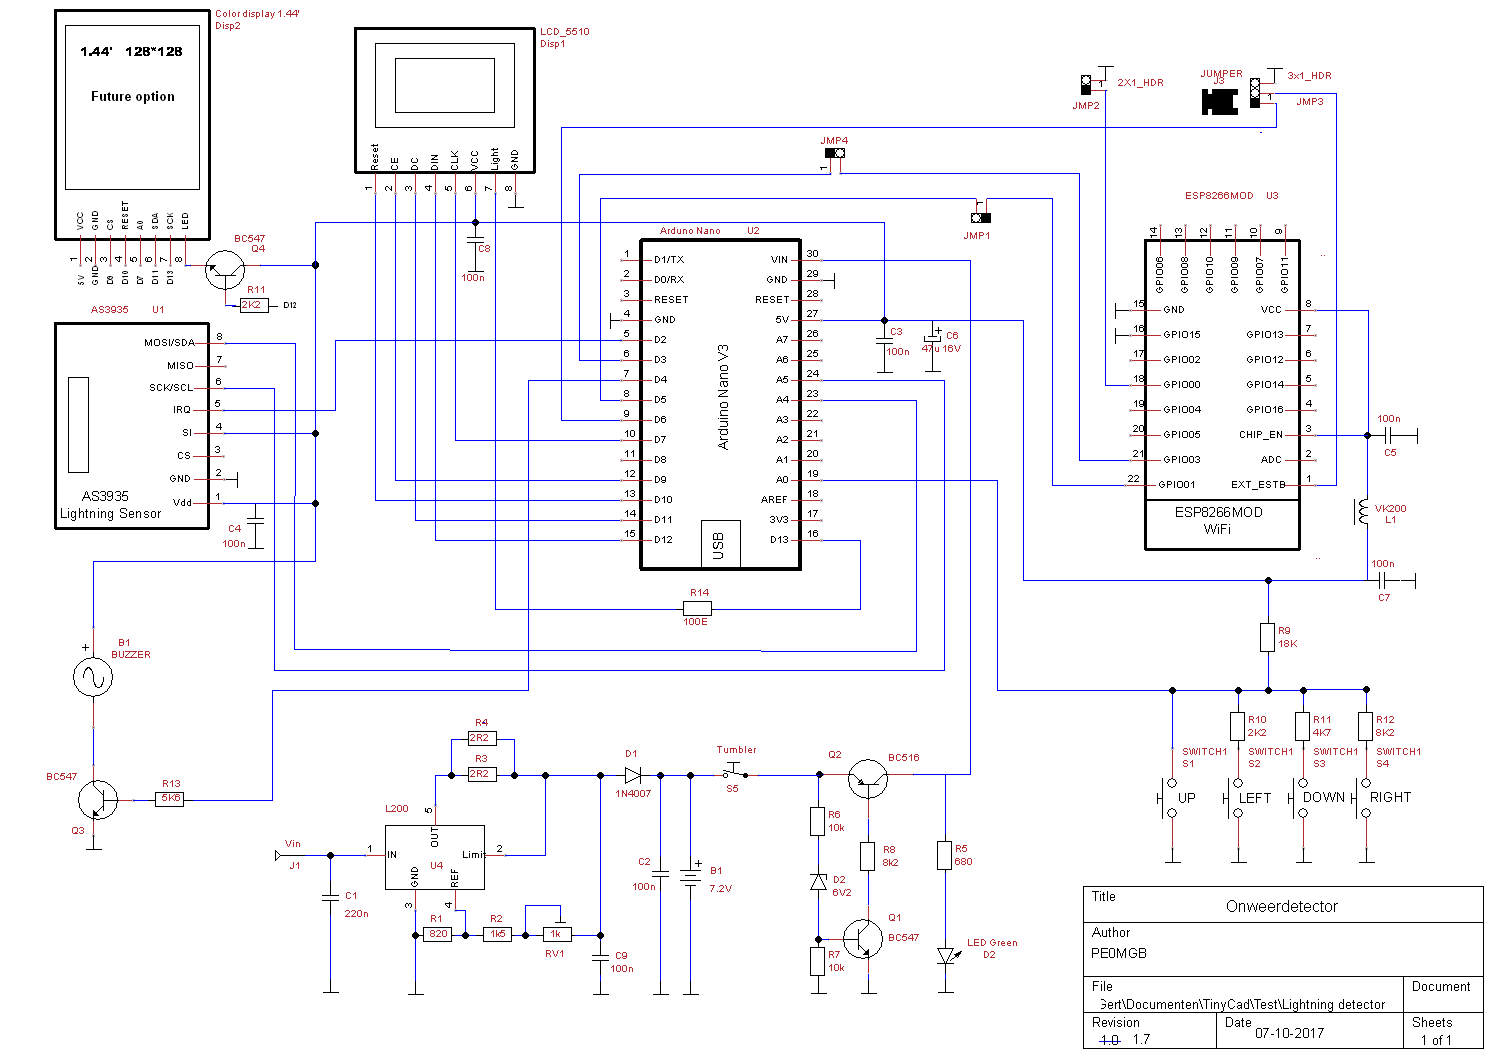 Color display 1.44'
Disp2
1.44' 128*128
Future option
VCC
GND
CS
RESET
A0
SDA
SCK
LED
1
2
3
4
5
6
7
8
5V
GND
D8
D10
D7
D11
D13
BC547
Q4
R11
2K2
D12
LCD_5510
Disp1
Reset
CE
DC
DIN
CLK
VCC
Light
GND
1
2
3
4
5
6
7
8
C8
100n
AS3935 U1
MOSI/SDA 8
MISO 7
SCK/SCL 6
IRQ 5
SI 4
CS 3
GND 2
Vdd 1
AS3935
Lightning Sensor
C4
100n
Arduino Nano U2
1 D1/TX
2 D0/RX
3 RESET
4 GND
5 D2
6 D3
7 D4
8 D5
9 D6
10 D7
11 D8
12 D9
13 D10
14 D11
15 D12
VIN 30
GND 29
RESET 28
5V 27
A7 26
A6 25
A5 24
A4 23
A3 22
A2 21
A1 20
A0 19
AREF 18
3V3 17
D13 16
Arduino Nano V3
USB
C3
100n
C6
+
47u 16V
R14
100E
JMP4
1
JMP1
1
JMP2
2X1_HDR
1
JUMPER
J3
3x1_HDR
JMP3
1
ESP8266MOD U3
14
13
12
11
10
9
GPIO06
GPIO08
GPIO10
GPIO09
GPIO07
GPIO11
15 GND
16 GPIO15
17 GPIO02
18 GPIO00
19 GPIO04
20 GPIO05
21 GPIO03
22 GPIO01
VCC 8
GPIO13 7
GPIO12 6
GPIO14 5
GPIO16 4
CHIP_EN 3
ADC 2
EXT_ESTB 1
ESP8266MOD
WiFi
100n
C5
VK200
L1
100n
C7
R9
18K
R10
2K2
R11
4K7
R12
8K2
SWITCH1
S1
SWITCH1
S2
SWITCH1
S3
SWITCH1
S4
UP
LEFT
DOWN
RIGHT
B1
BUZZER
+
BC547
Q3
R13
5K6
R4
2R2
R3
2R2
L200
5
OUT
1 IN
Limit 2
U4
GND
REF
3
4
Vin
J1
C1
220n
R1
820
R2
1k5
1k
RV1
C9
100n
D1
1N4007
C2
100n
+
B1
7.2V
Tumbler
S5
Q2
BC516
R6
10k
D2
6V2
R7
10k
R8
8k2
Q1
BC547
R5
680
LED Green
D2
Title
Onweerdetector
Author
PE0MGB
File
Gert\Documenten\TinyCad\Test\Lightning detector
Document
Revision
1.0 1.7
Date
07-10-2017
Sheets
1 of 1